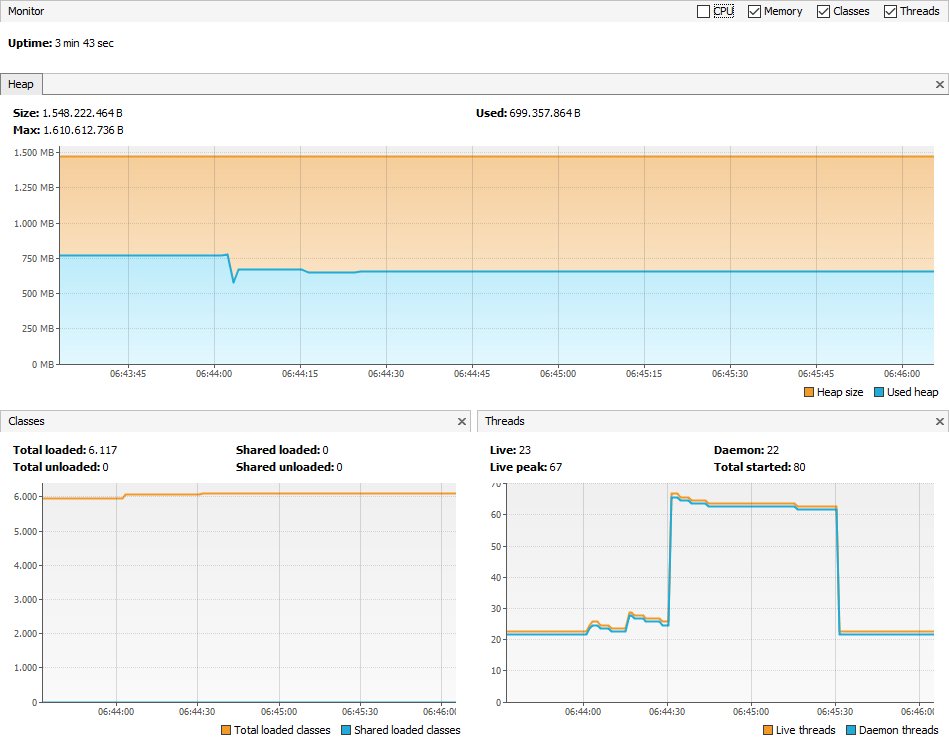 Monitor
CPU Memory Classes Threads
Uptime: 3 min 43 sec
Heap
Size: 1.548.222.464 B
Used: 699.357.864 B
Max: 1.610.612.736 B
1.500 MB
1.250 MB
1.000 MB
750 MB
500 MB
250 MB
0 MB
06:43:45 06:44:00 06:44:15 06:44:30 06:44:45 06:45:00 06:45:15 06:45:30 06:45:45 06:46:00
Heap size Used heap
Classes
Total loaded: 6.117
Shared loaded: 0
Total unloaded: 0
Shared unloaded: 0
6.000
5.000
4.000
3.000
2.000
1.000
0
06:44:00 06:44:30 06:45:00 06:45:30 06:46:00
Total loaded classes Shared loaded classes
Threads
Live: 23
Daemon: 22
Live peak: 67
Total started: 80
70
60
50
40
30
20
10
0
06:44:00 06:44:30 06:45:00 06:45:30 06:46:00
Live threads Daemon threads